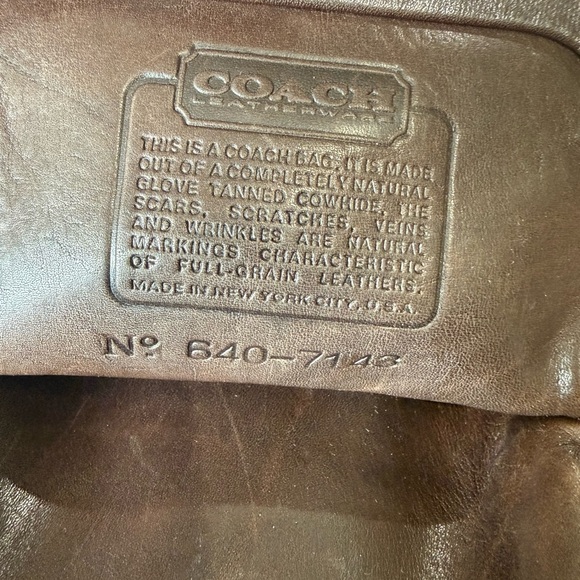 COACH
LEATHERWARE
THIS IS A COACH BAG. IT IS MADE
OUT OF A COMPLETELY NATURAL
GLOVE TANNED COWHIDE. THE
SCARS, SCRATCHES, VEINS
AND WRINKLES ARE NATURAL
MARKINGS CHARACTERISTIC
OF FULL-GRAIN LEATHERS.
MADE IN NEW YORK CITY, U.S.A.
Nº 640-7143